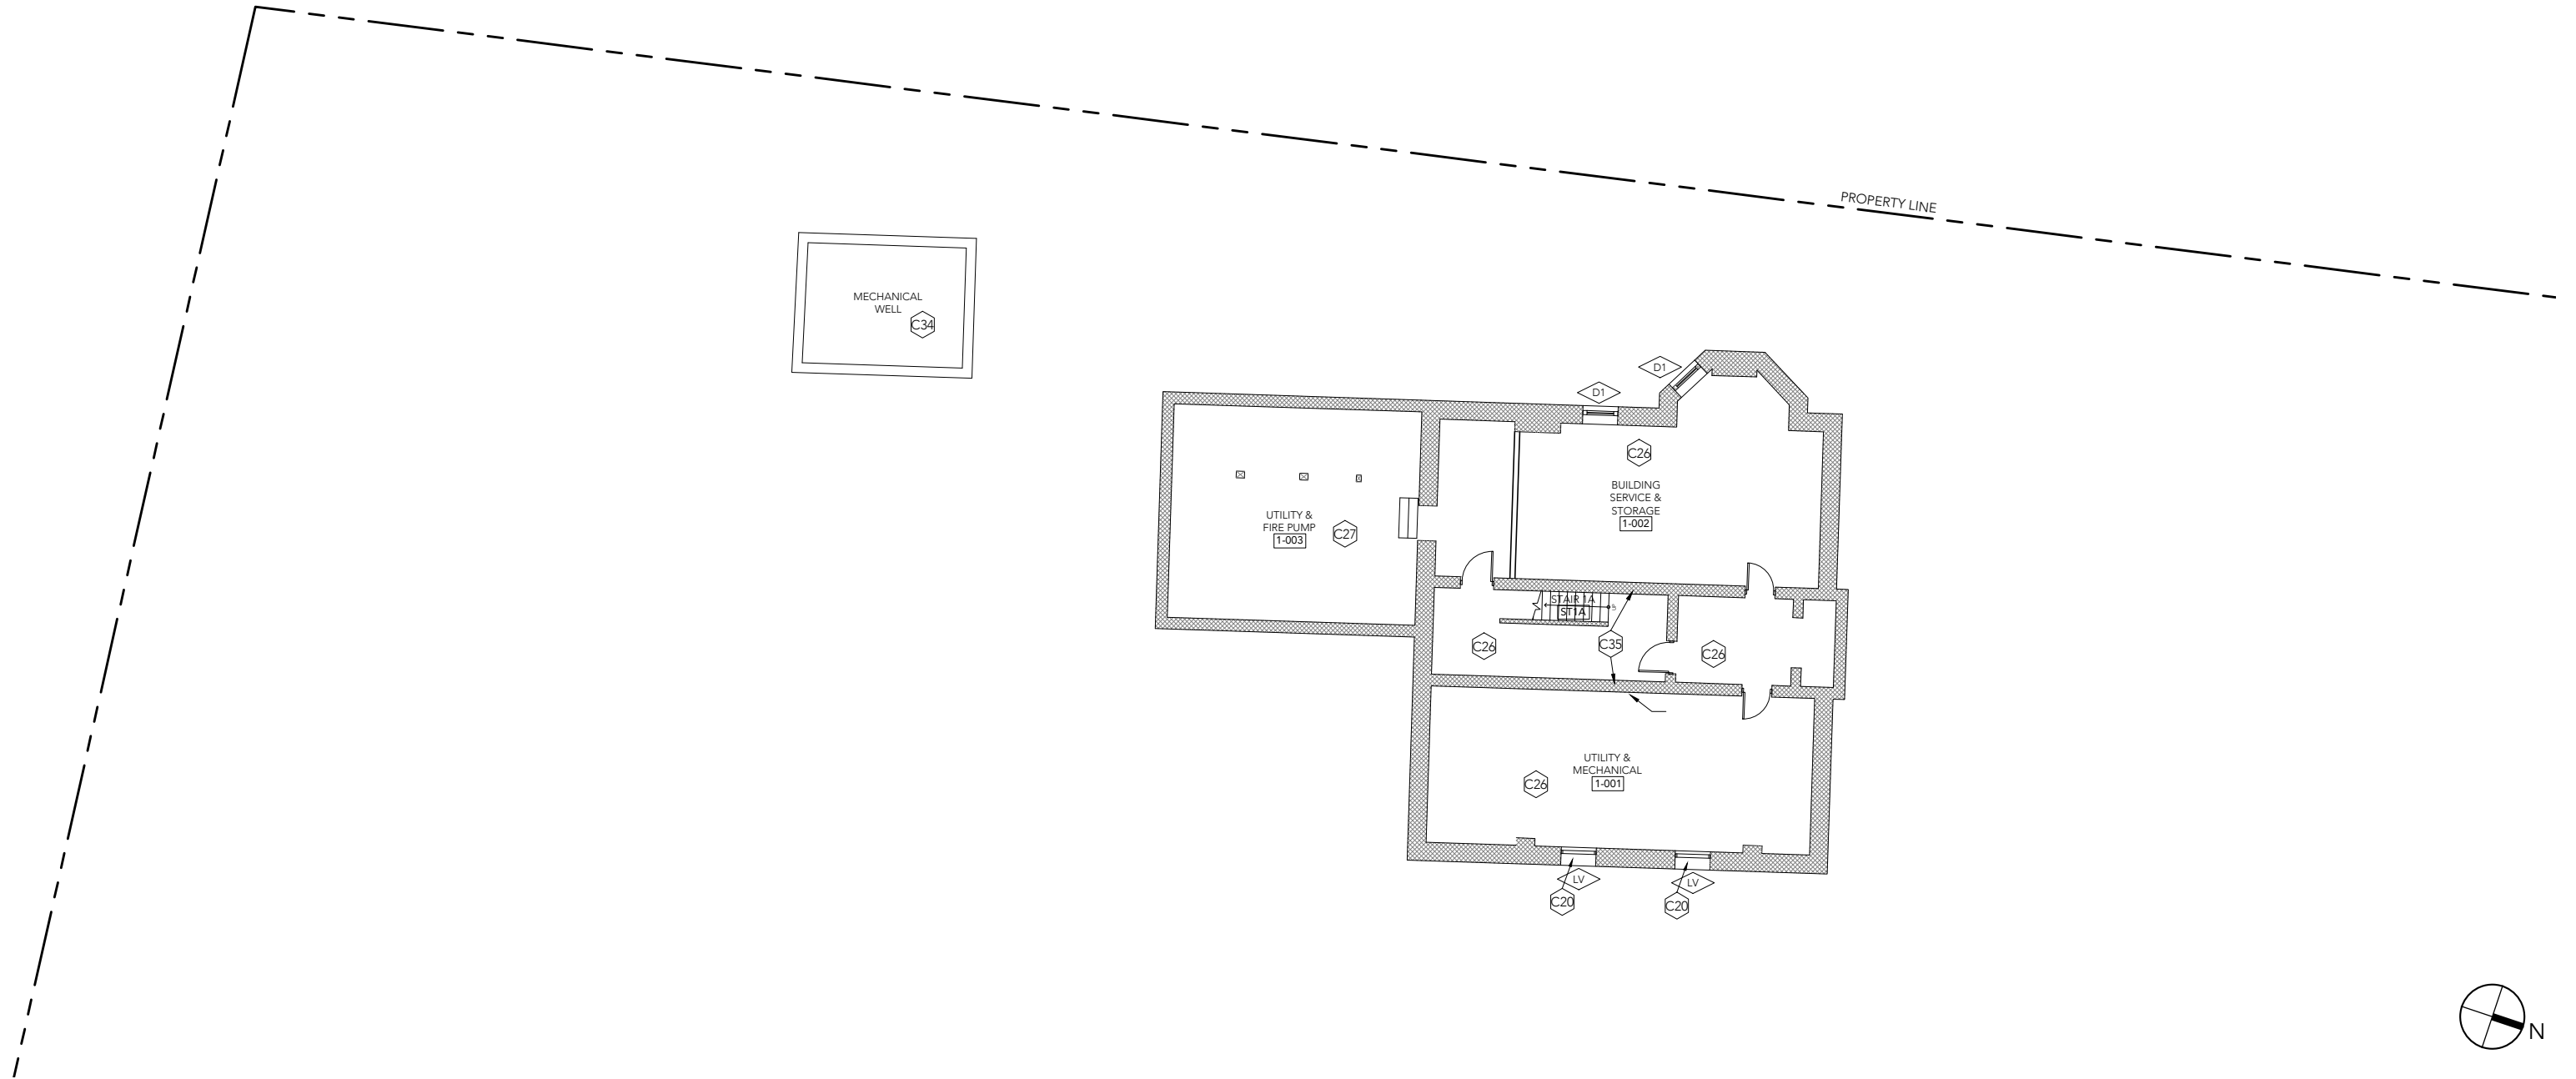 PROPERTY LINE
MECHANICAL
WELL
C34
D1
D1
C26
BUILDING
SERVICE &
STORAGE
1-002
UTILITY &
FIRE PUMP
1-003
C27
STAIR 1A
ST1A
UP
C26
C35
C26
UTILITY &
MECHANICAL
1-001
C26
LV
LV
C20
C20
N